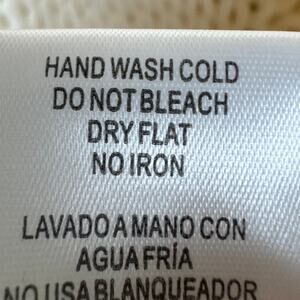 HAND WASH COLD
DO NOT BLEACH
DRY FLAT
NO IRON
LAVADO A MANO CON
AGUA FRÍA
NO USA BLANQUEADOR